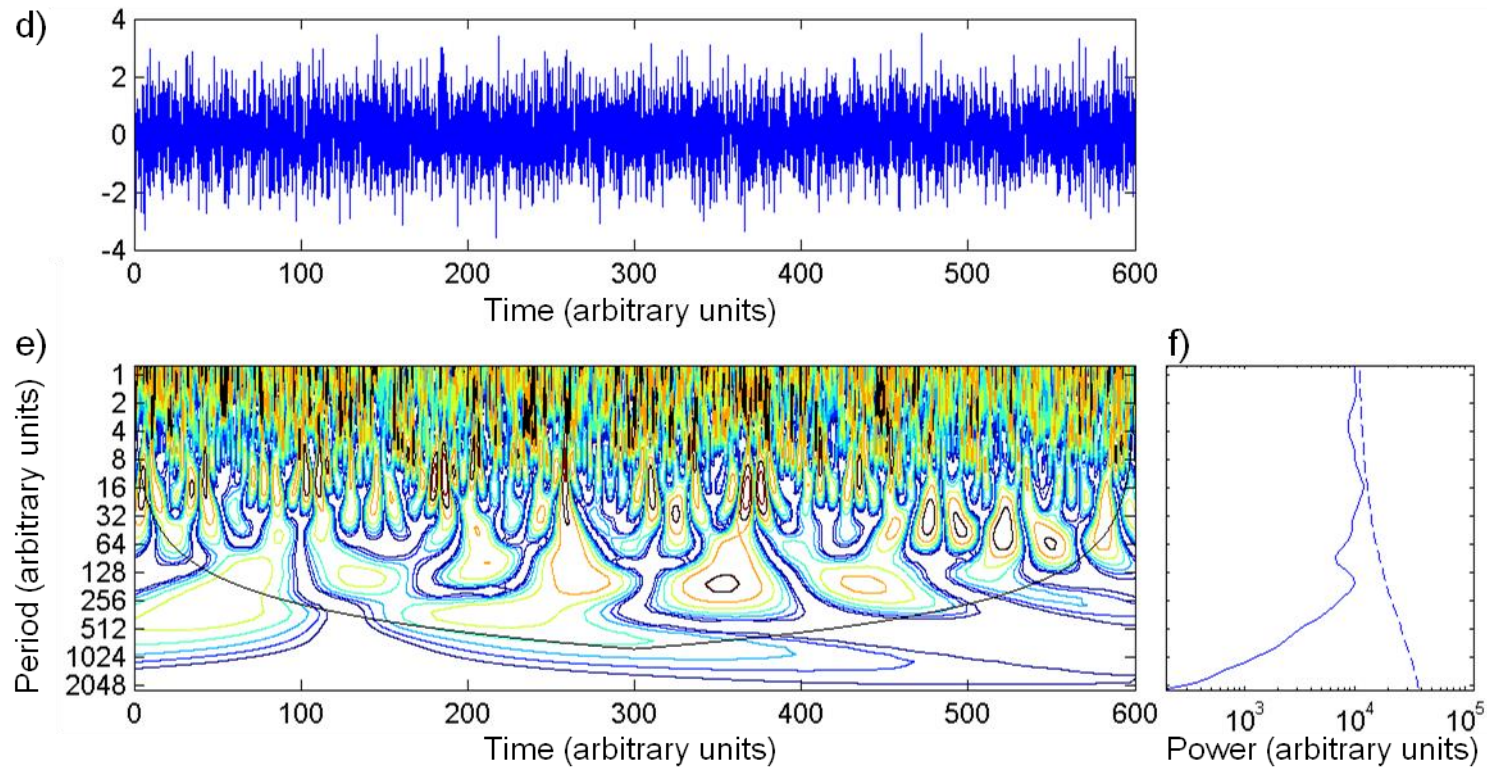 d)
4
2
0
-2
-4
0 100 200 300 400 500 600
Time (arbitrary units)
e)
Period (arbitrary units)
1
2
4
8
16
32
64
128
256
512
1024
2048
0 100 200 300 400 500 600
Time (arbitrary units)
f)
10³ 10⁴ 10⁵
Power (arbitrary units)